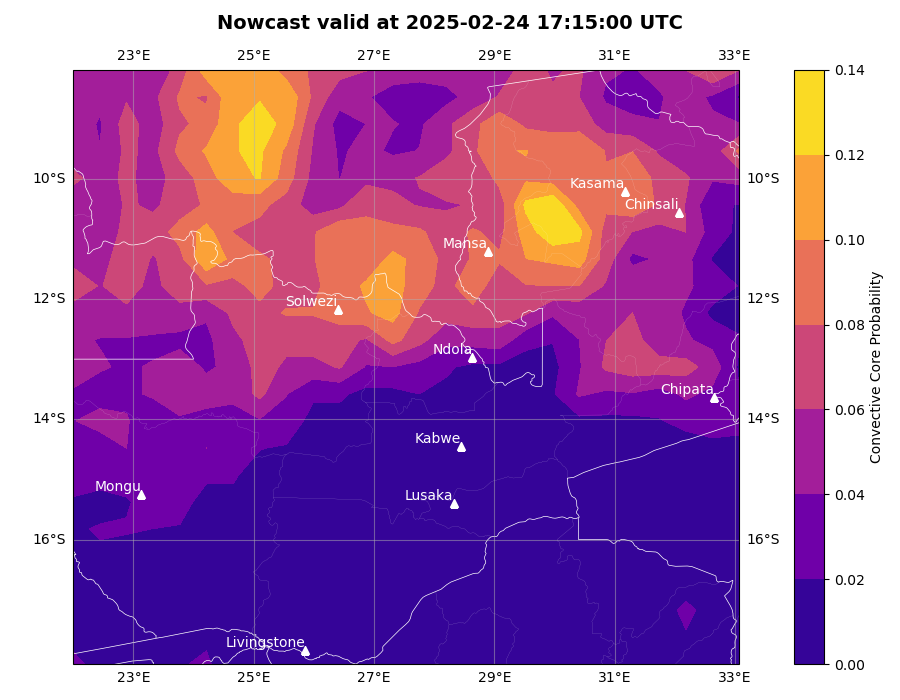 Nowcast valid at 2025-02-24 17:15:00 UTC
23°E 25°E 27°E 29°E 31°E 33°E
0.14
0.12
10°S 10°S
Kasama
Chinsali
0.10
Mansa
12°S 12°S
Solwezi
0.08
Ndola
Chipata
0.06
14°S 14°S
Kabwe
Mongu
Lusaka
0.04
16°S 16°S
0.02
Livingstone
0.00
23°E 25°E 27°E 29°E 31°E 33°E
Convective Core Probability